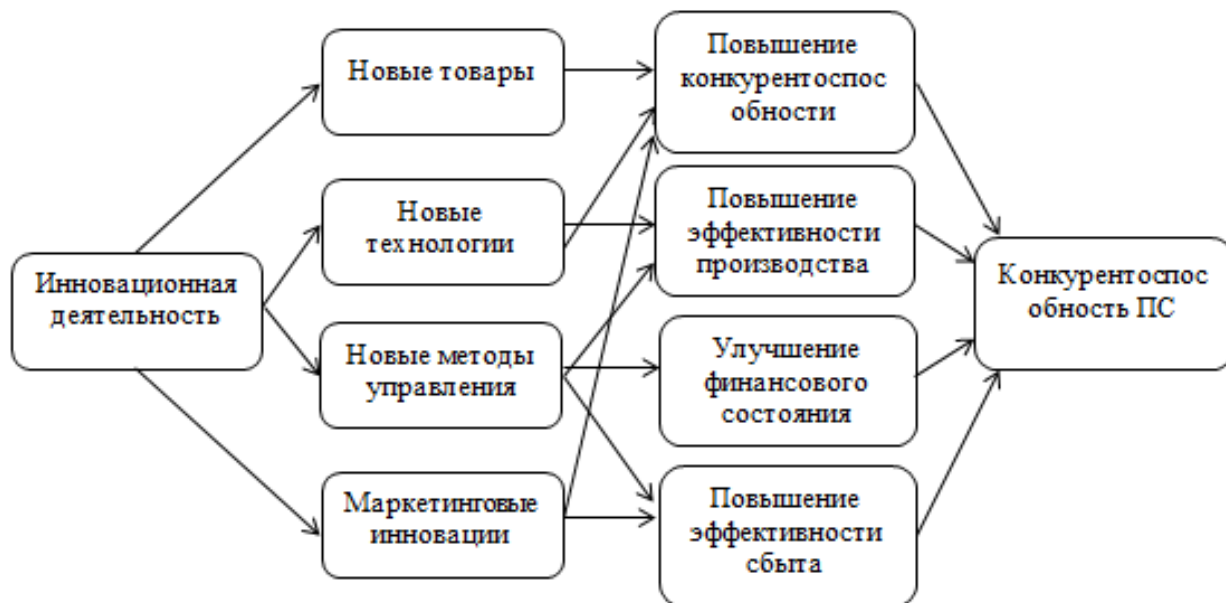 Инновационная
деятельность
Новые товары
Новые
технологии
Новые методы
управления
Маркетинговые
инновации
Повышение
конкурентоспос
обности
Повышение
эффективности
производства
Улучшение
финансового
состояния
Повышение
эффективности
сбыта
Конкурентоспос
обность ПС